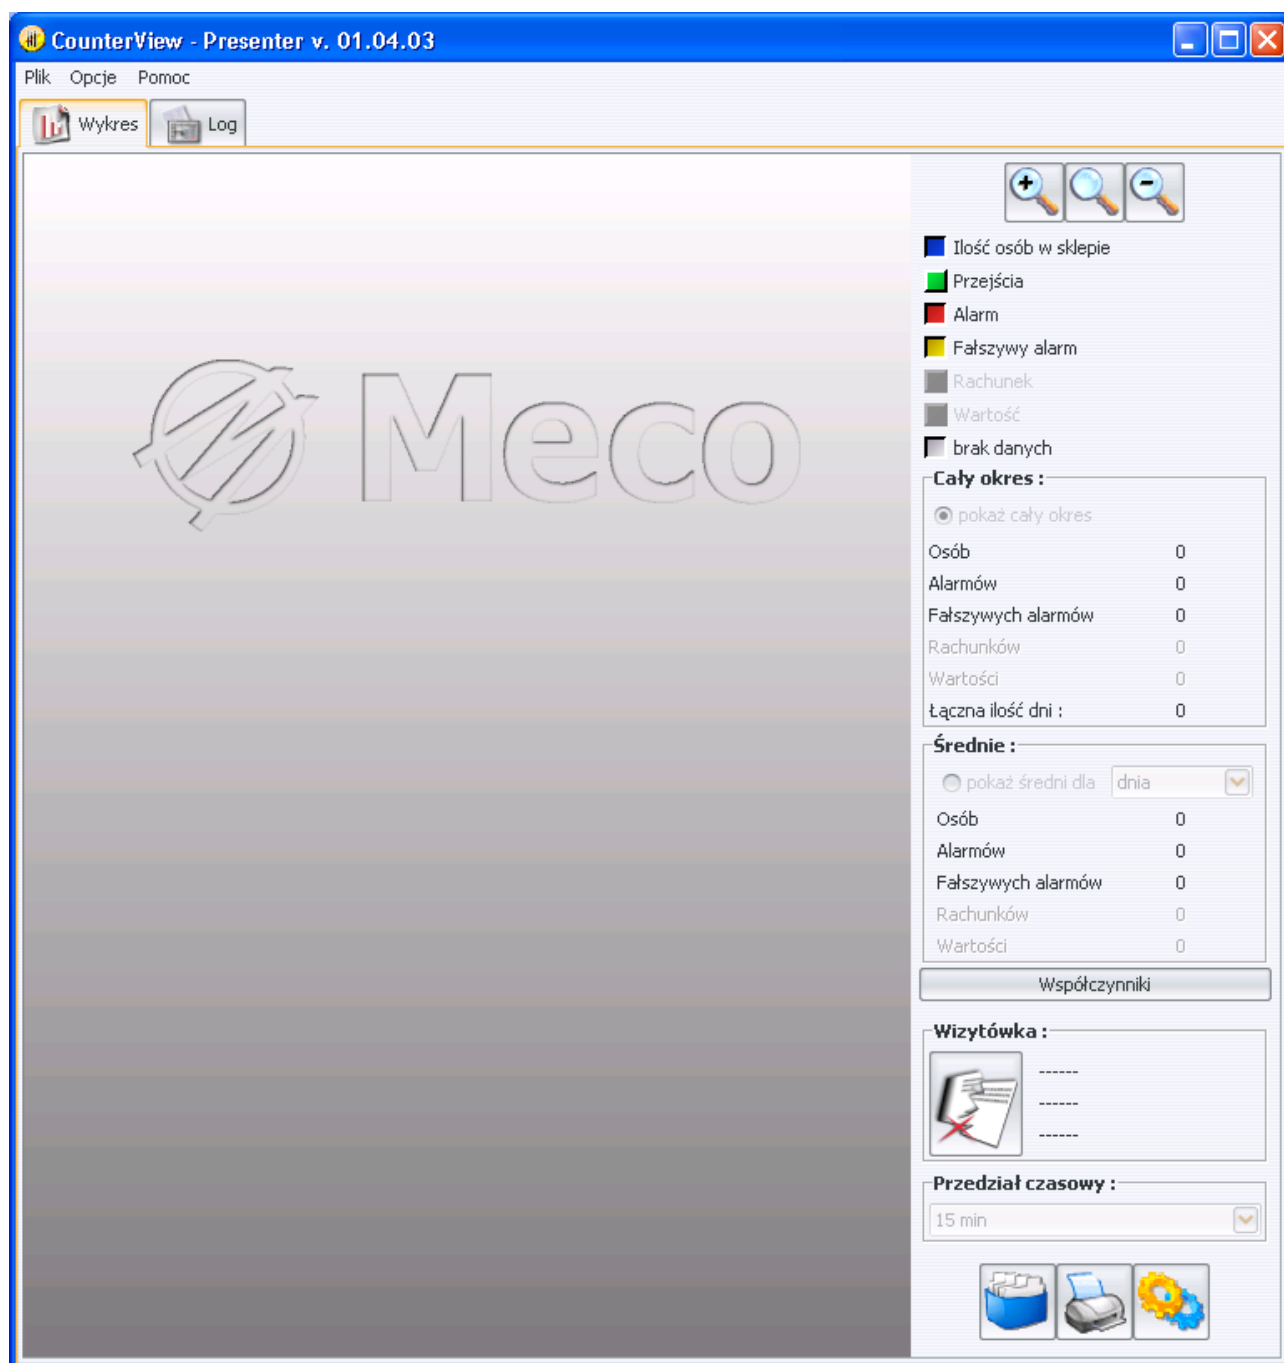 CounterView - Presenter v. 01.04.03
Plik Opcje Pomoc
Wykres Log
Meco
Ilość osób w sklepie
Przejścia
Alarm
Fałszywy alarm
Rachunek
Wartość
brak danych
Cały okres :
pokaż cały okres
Osób 0
Alarmów 0
Fałszywych alarmów 0
Rachunków 0
Wartości 0
Łączna ilość dni : 0
Średnie :
pokaż średni dla dnia
Osób 0
Alarmów 0
Fałszywych alarmów 0
Rachunków 0
Wartości 0
Współczynniki
Wizytówka :
------
------
------
Przedział czasowy :
15 min